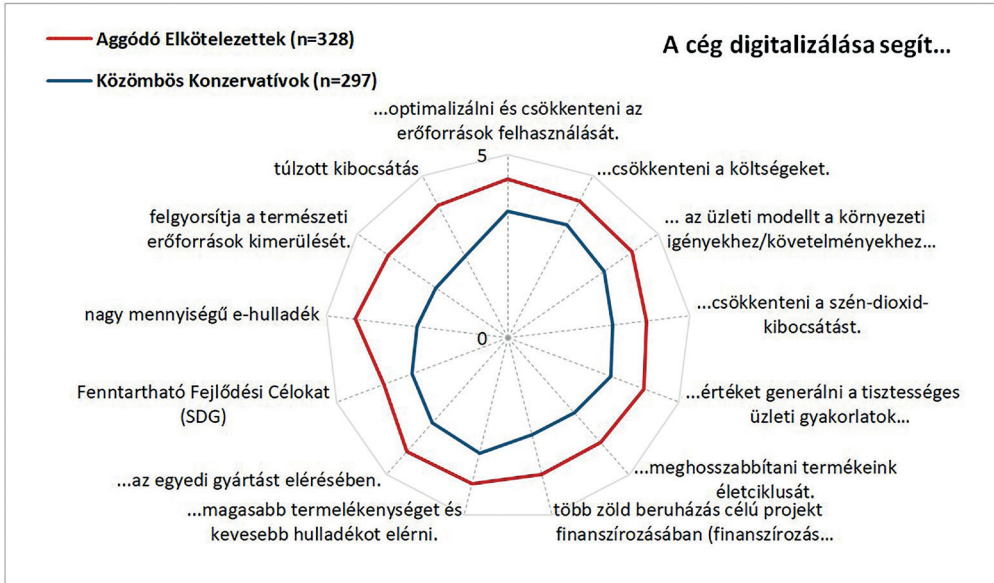 Aggódó Elkötelezettek (n=328)
Közömbös Konzervatívok (n=297)
A cég digitalizálása segít...
...optimalizálni és csökkenteni az
erőforrások felhasználását.
5
...csökkenteni a költségeket.
... az üzleti modellt a környezeti
igényekhez/követelményekhez...
...csökkenteni a szén-dioxid-
kibocsátást.
...értéket generálni a tisztességes
üzleti gyakorlatok...
...meghosszabbítani termékeink
életciklusát.
több zöld beruházás célú projekt
finanszírozásában (finanszírozás...
...magasabb termelékenységet és
kevesebb hulladékot elérni.
...az egyedi gyártást elérésében.
Fenntartható Fejlődési Célokat
(SDG)
nagy mennyiségű e-hulladék
felgyorsítja a természeti
erőforrások kimerülését.
túlzott kibocsátás
0